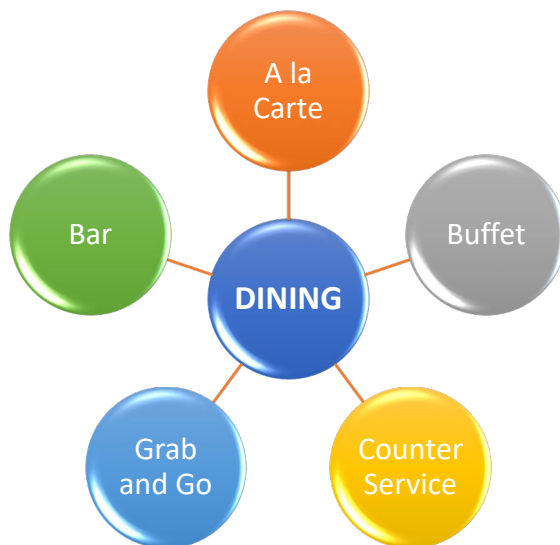 A la
Carte
Bar
Buffet
DINING
Grab
and Go
Counter
Service